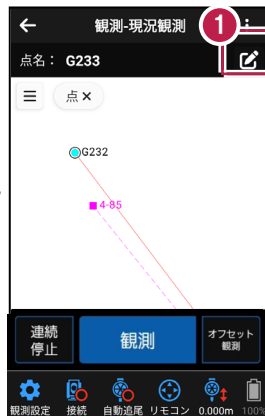 観測-現況観測
1
点名： G233
点 ×
G232
4-85
連続
停止
観測
オフセット
観測
観測設定 接続 自動追尾 リモコン 0.000m 100%